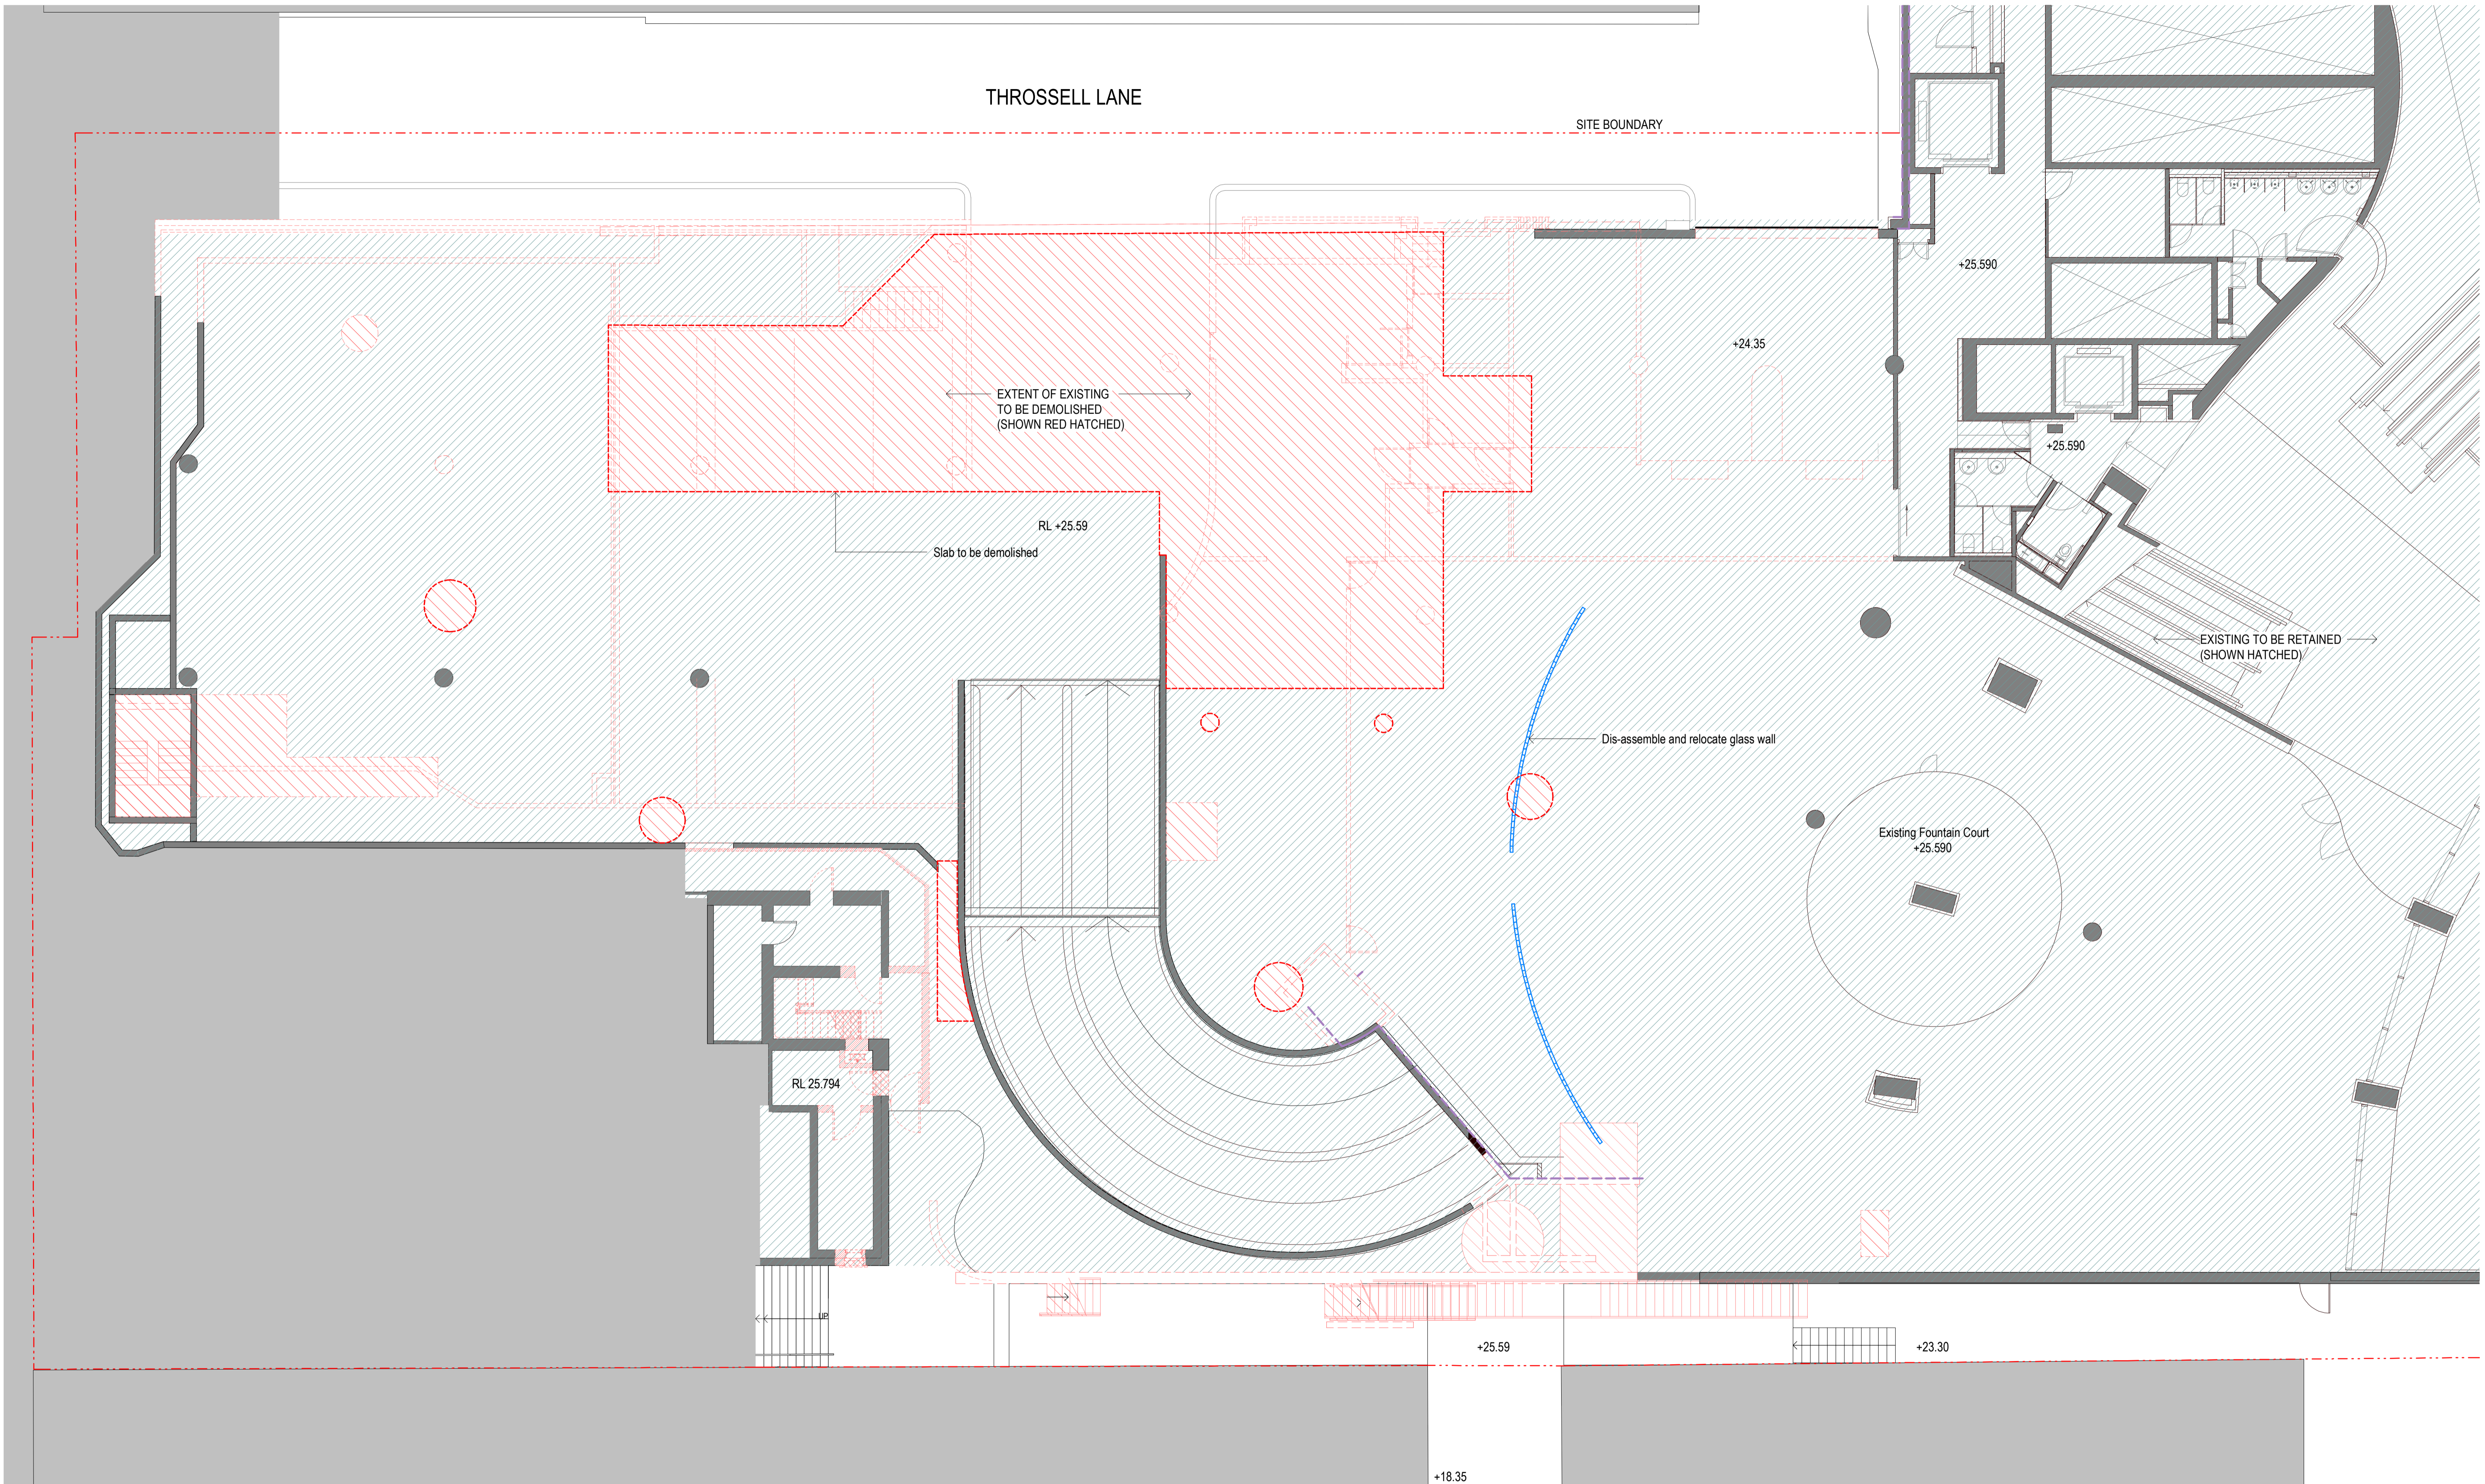 THROSSELL LANE
SITE BOUNDARY
+25.590
+24.35
EXTENT OF EXISTING
TO BE DEMOLISHED
(SHOWN RED HATCHED)
+25.590
RL +25.59
Slab to be demolished
EXISTING TO BE RETAINED
(SHOWN HATCHED)
Dis-assemble and relocate glass wall
Existing Fountain Court
+25.590
RL 25.794
UP
+25.59
+23.30
+18.35